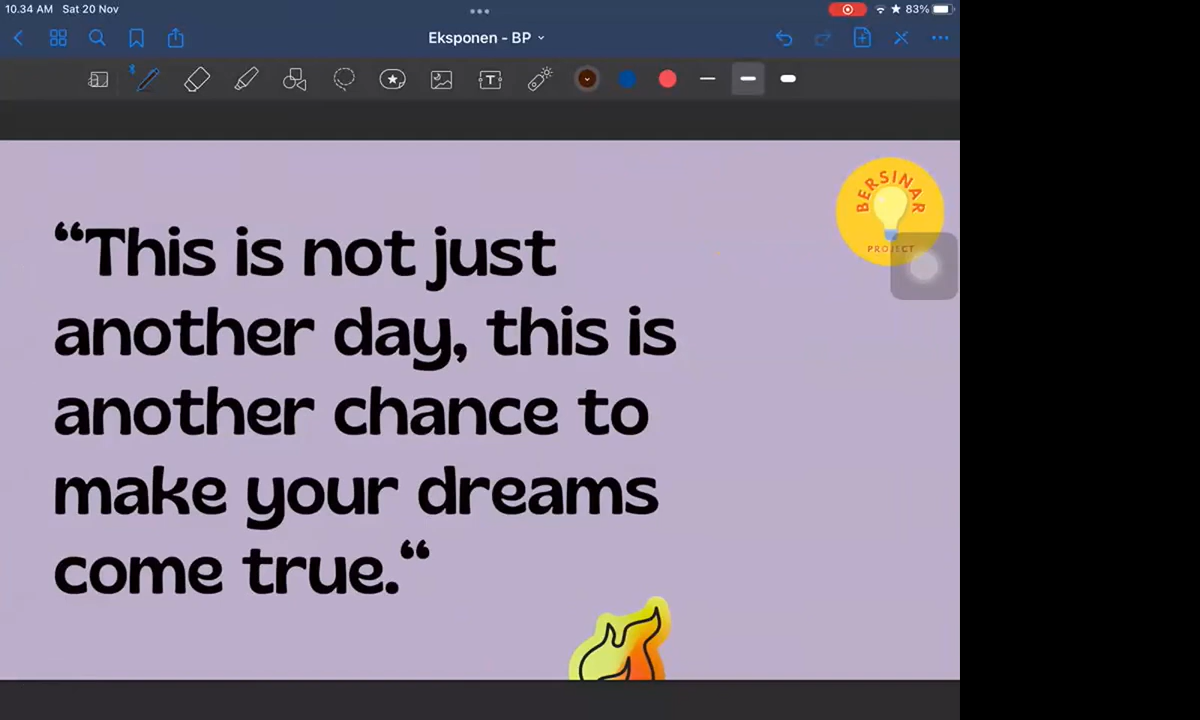 10.34 AM Sat 20 Nov
83%
Eksponen - BP
T
BERSINAR
PROJECT
“This is not just
another day, this is
another chance to
make your dreams
come true.“